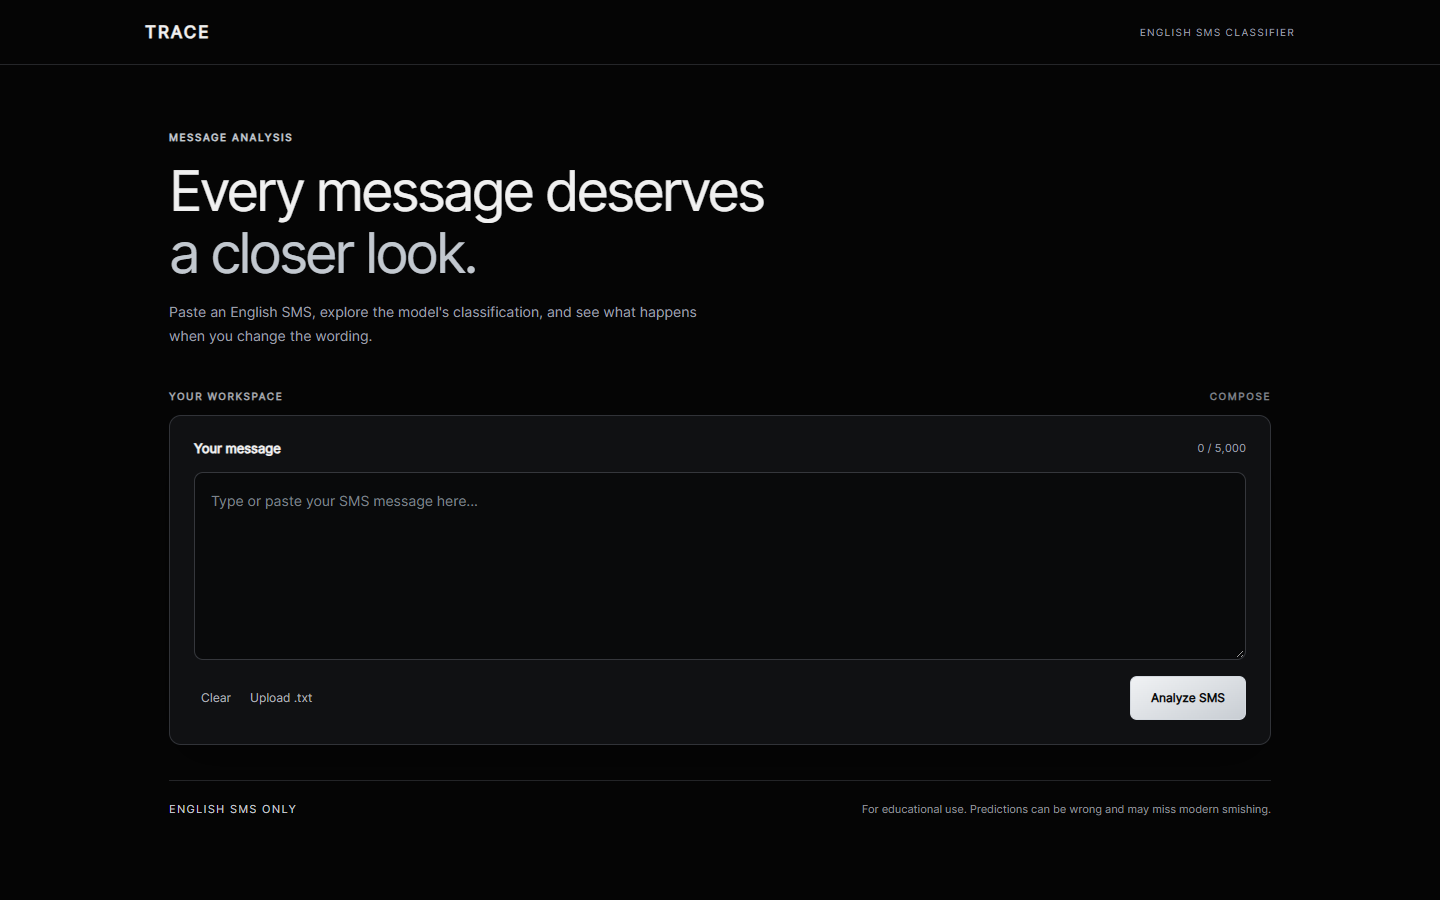 TRACE
ENGLISH SMS CLASSIFIER
MESSAGE ANALYSIS
Every message deserves
a closer look.
Paste an English SMS, explore the model's classification, and see what happens
when you change the wording.
YOUR WORKSPACE
COMPOSE
Your message
0 / 5,000
Type or paste your SMS message here...
Clear
Upload .txt
Analyze SMS
ENGLISH SMS ONLY
For educational use. Predictions can be wrong and may miss modern smishing.